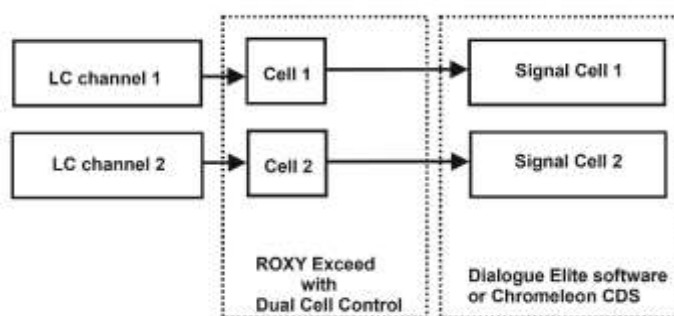 LC channel 1
Cell 1
Signal Cell 1
LC channel 2
Cell 2
Signal Cell 2
ROXY Exceed
with
Dual Cell Control
Dialogue Elite software
or Chromeleon CDS